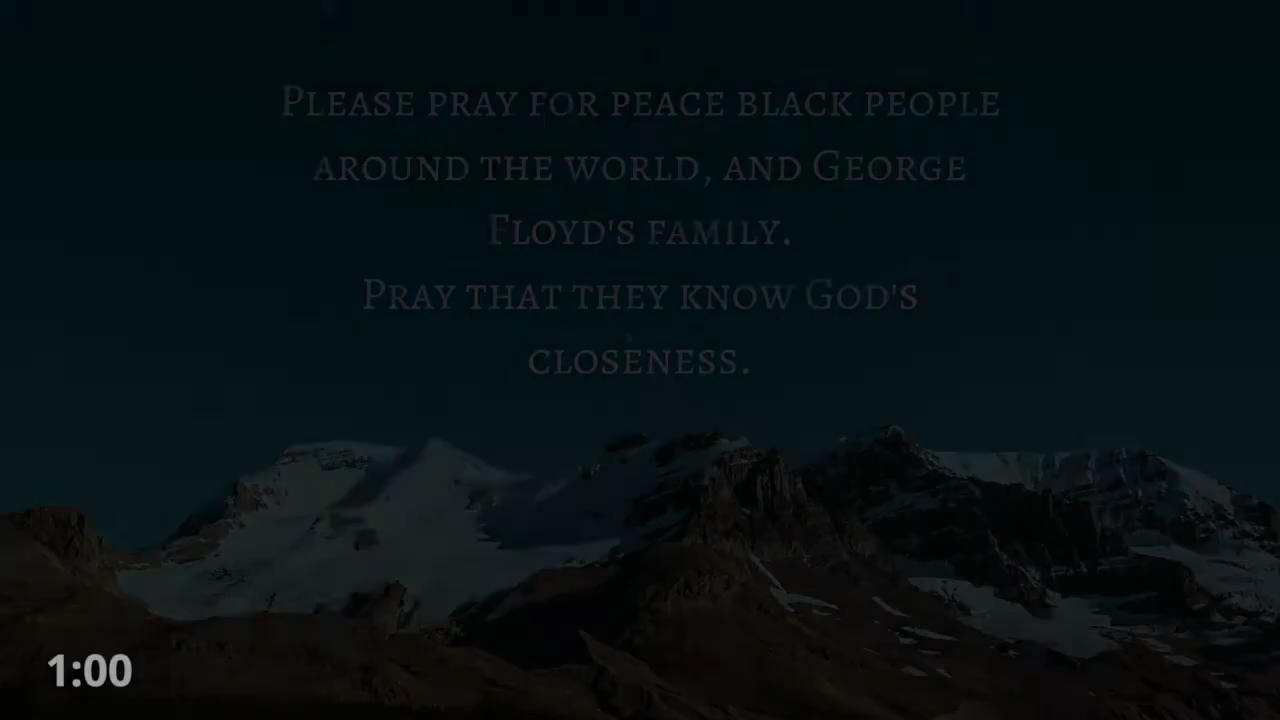 Please pray for peace black people
around the world, and George
Floyd's family.
Pray that they know God's
closeness.
1:00